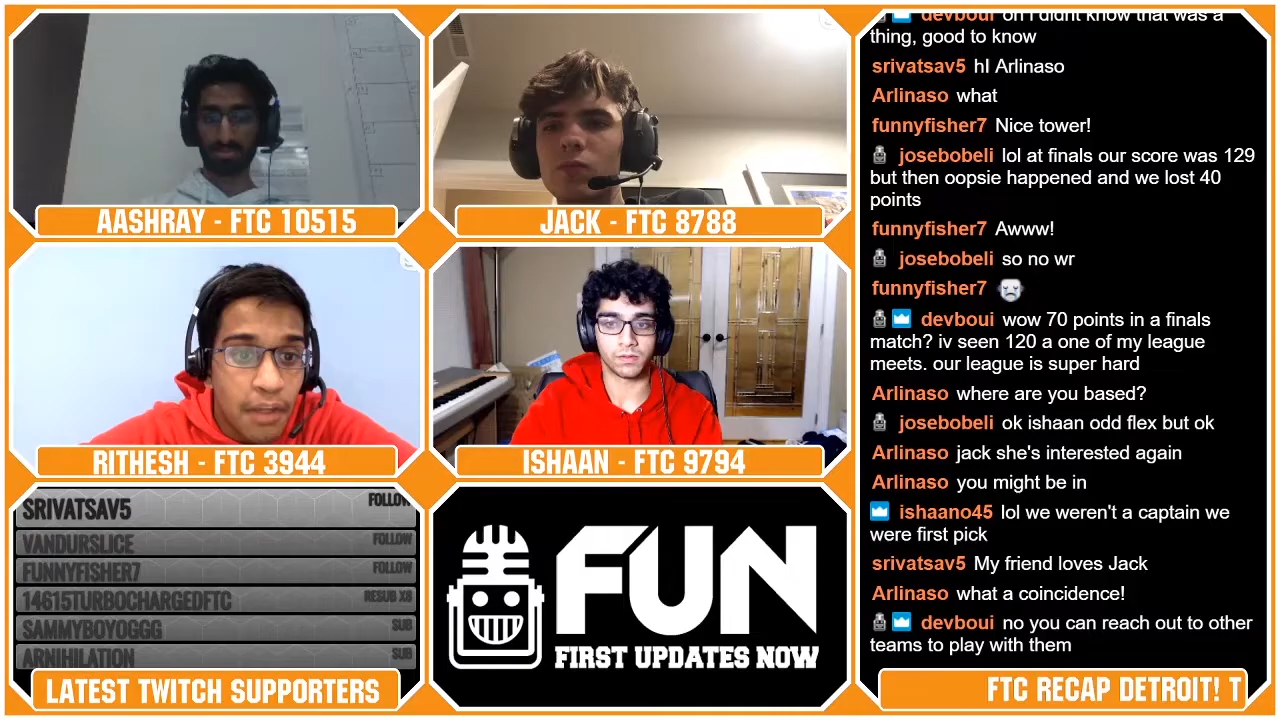 AASHRAY - FTC 10515
JACK - FTC 8788
RITHESH - FTC 3944
ISHAAN - FTC 9794
SRIVATSAV5 FOLLOW
VANDURSLICE FOLLOW
FUNNYFISHER7 FOLLOW
14615TURBOCHARGEDFTC RESUB X8
SAMMYBOYOGGG SUB
ARNIHILATION SUB
LATEST TWITCH SUPPORTERS
FUN
FIRST UPDATES NOW
devboui oh i didnt know that was a
thing, good to know
srivatsav5 hI Arlinaso
Arlinaso what
funnyfisher7 Nice tower!
josebobeli lol at finals our score was 129
but then oopsie happened and we lost 40
points
funnyfisher7 Awww!
josebobeli so no wr
funnyfisher7
devboui wow 70 points in a finals
match? iv seen 120 a one of my league
meets. our league is super hard
Arlinaso where are you based?
josebobeli ok ishaan odd flex but ok
Arlinaso jack she's interested again
Arlinaso you might be in
ishaano45 lol we weren't a captain we
were first pick
srivatsav5 My friend loves Jack
Arlinaso what a coincidence!
devboui no you can reach out to other
teams to play with them
FTC RECAP DETROIT! T